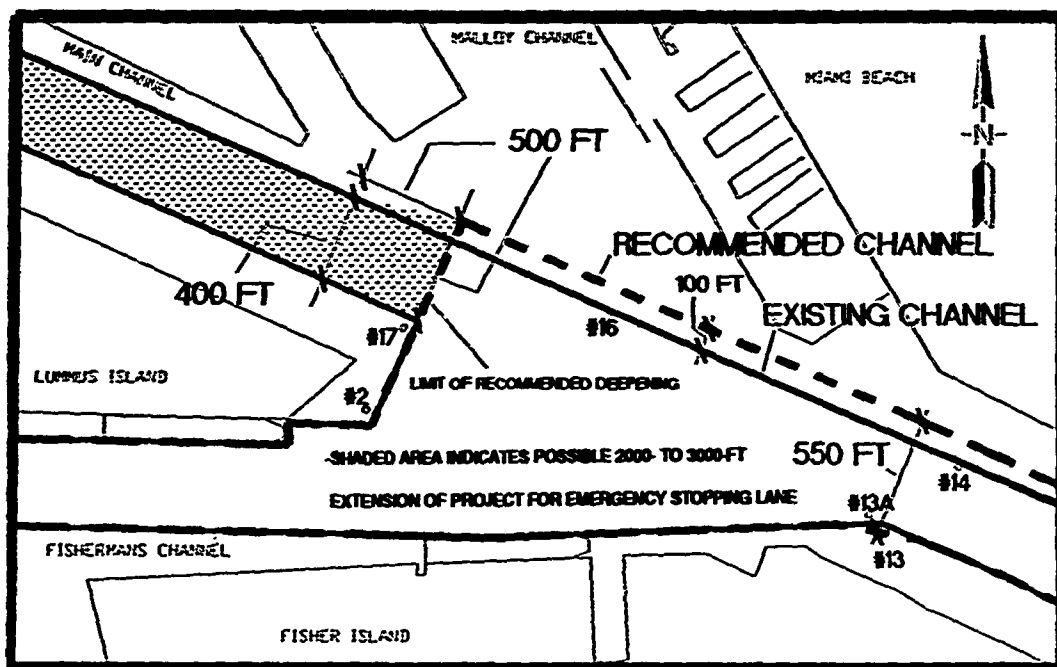 MAIN CHANNEL
MALLOY CHANNEL
MIAMI BEACH
N
500 FT
RECOMMENDED CHANNEL
100 FT
400 FT
EXISTING CHANNEL
#16
#17
LUMMUS ISLAND
LIMIT OF RECOMMENDED DEEPENING
#2
-SHADED AREA INDICATES POSSIBLE 2000- TO 3000-FT
EXTENSION OF PROJECT FOR EMERGENCY STOPPING LANE
550 FT
#14
#13A
#13
FISHERMANS CHANNEL
FISHER ISLAND